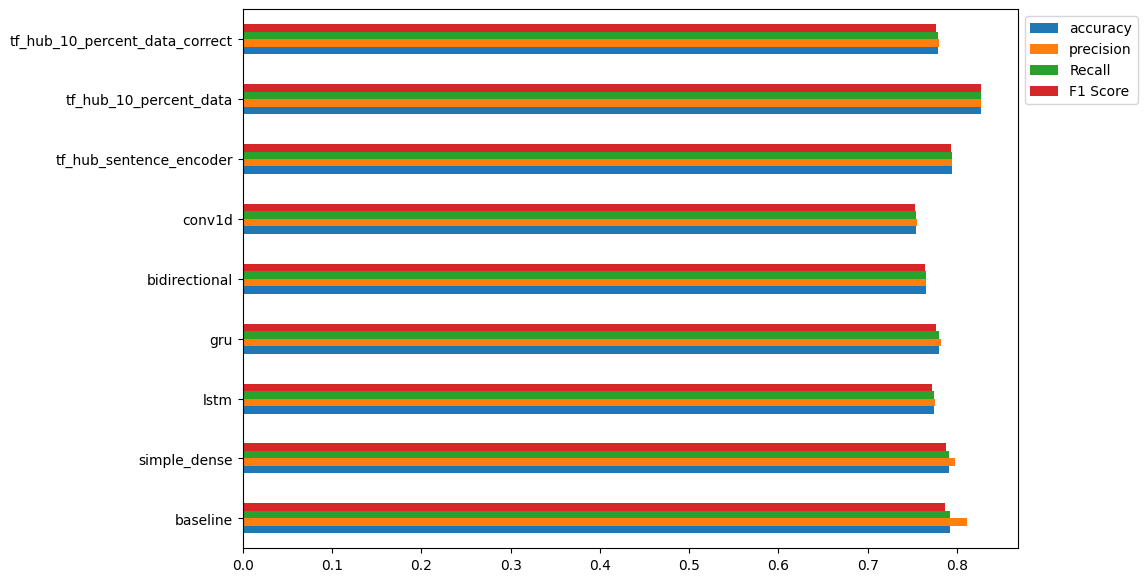 tf_hub_10_percent_data_correct
tf_hub_10_percent_data
tf_hub_sentence_encoder
conv1d
bidirectional
gru
lstm
simple_dense
baseline
0.0 0.1 0.2 0.3 0.4 0.5 0.6 0.7 0.8
accuracy
precision
Recall
F1 Score